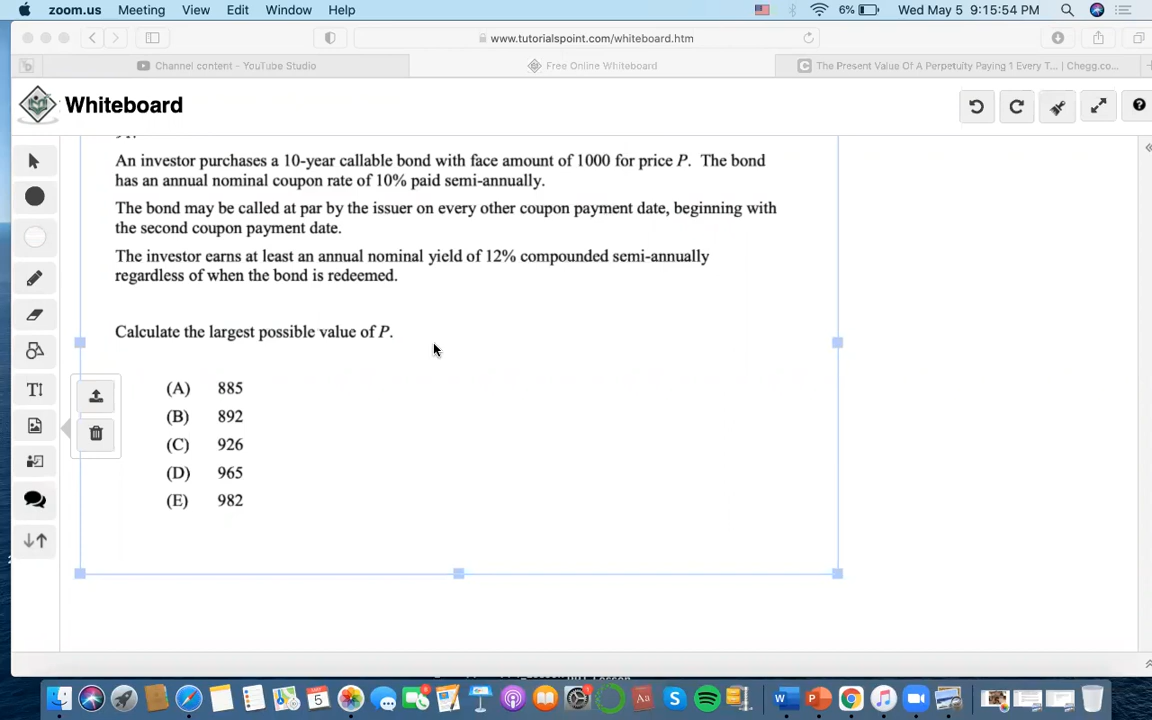 zoom.us Meeting View Edit Window Help 6% Wed May 5 9:15:54 PM
www.tutorialspoint.com/whiteboard.htm
Channel content - YouTube Studio Free Online Whiteboard The Present Value Of A Perpetuity Paying 1 Every T... | Chegg.co...
Whiteboard
An investor purchases a 10-year callable bond with face amount of 1000 for price P. The bond
has an annual nominal coupon rate of 10% paid semi-annually.
The bond may be called at par by the issuer on every other coupon payment date, beginning with
the second coupon payment date.
The investor earns at least an annual nominal yield of 12% compounded semi-annually
regardless of when the bond is redeemed.
Calculate the largest possible value of P.
(A) 885
(B) 892
(C) 926
(D) 965
(E) 982